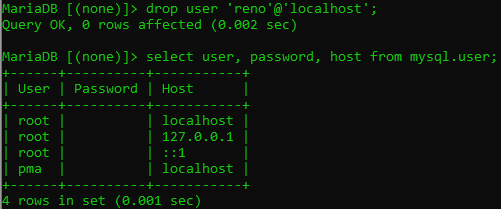 MariaDB [(none)]> drop user 'reno'@'localhost';
Query OK, 0 rows affected (0.002 sec)
MariaDB [(none)]> select user, password, host from mysql.user;
+------+----------+-----------+
| User | Password | Host      |
+------+----------+-----------+
| root |          | localhost |
| root |          | 127.0.0.1 |
| root |          | ::1       |
| pma  |          | localhost |
+------+----------+-----------+
4 rows in set (0.001 sec)